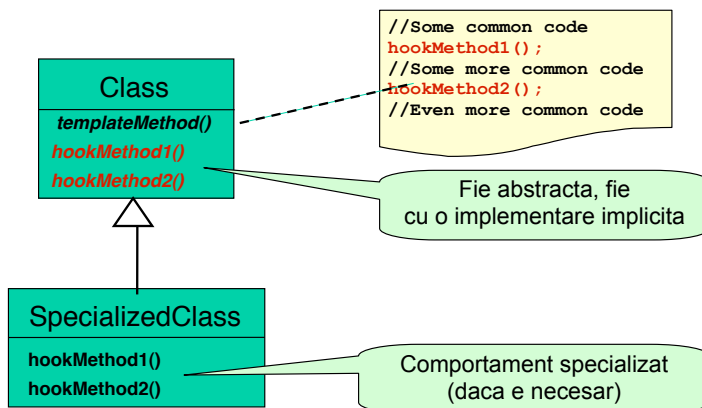 //Some common code
hookMethod1();
//Some more common code
hookMethod2();
//Even more common code
Class
templateMethod()
hookMethod1()
hookMethod2()
Fie abstracta, fie
cu o implementare implicita
SpecializedClass
hookMethod1()
hookMethod2()
Comportament specializat
(daca e necesar)